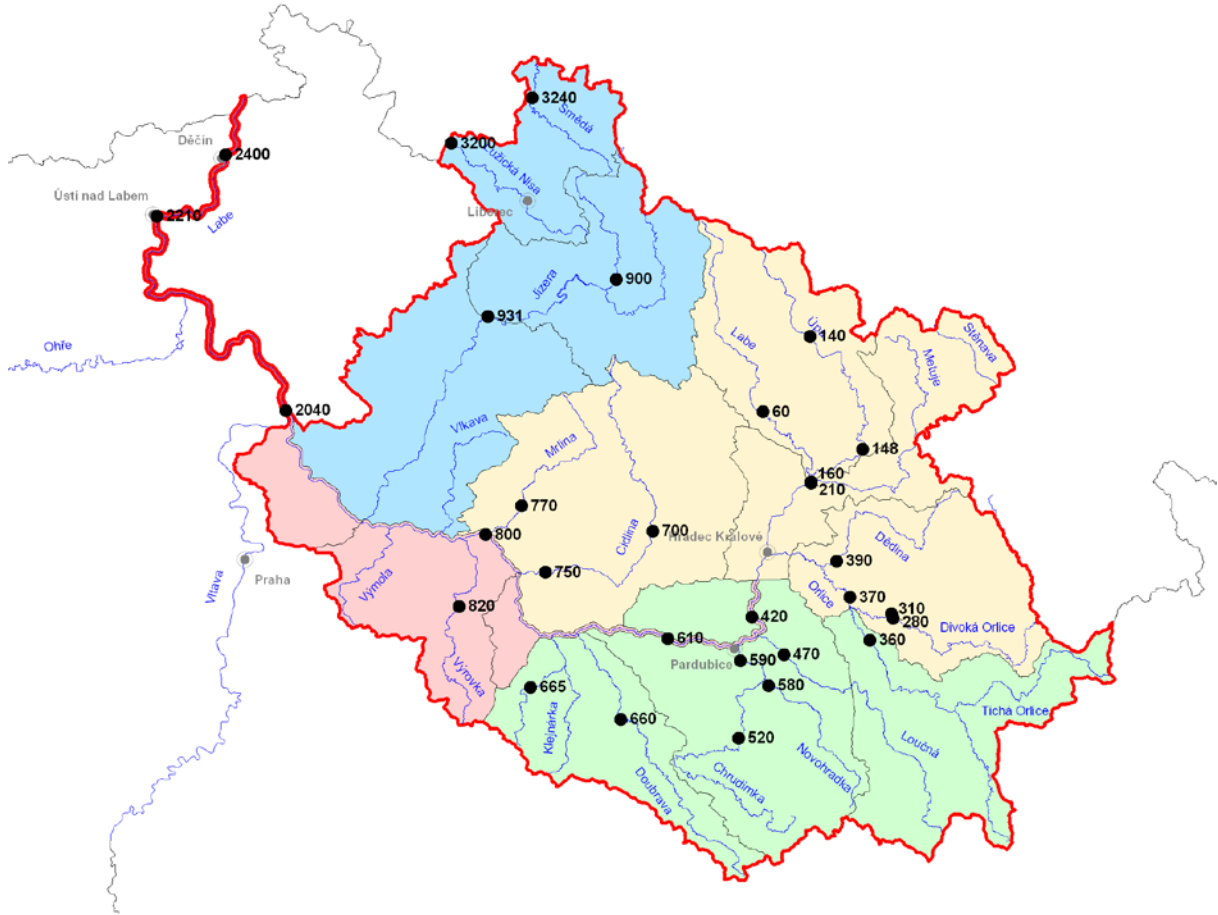 3240
Smědá
Děčín
2400
3200
Lužická Nisa
Ústí nad Labem
2210
Labe
Liberec
900
Jizera
931
Ohře
Labe
Úpa
140
Stěnava
Metuje
2040
60
Vlkava
Mrlina
148
160
210
770
700
Cidlina
Hradec Králové
800
Dědina
390
750
Praha
Vltava
Výmola
820
Orlice
370
310
280
Divoká Orlice
420
610
360
Pardubice
590
470
580
Výrovka
665
Klejnárka
660
Tichá Orlice
520
Loučná
Novohradka
Chrudimka
Doubrava